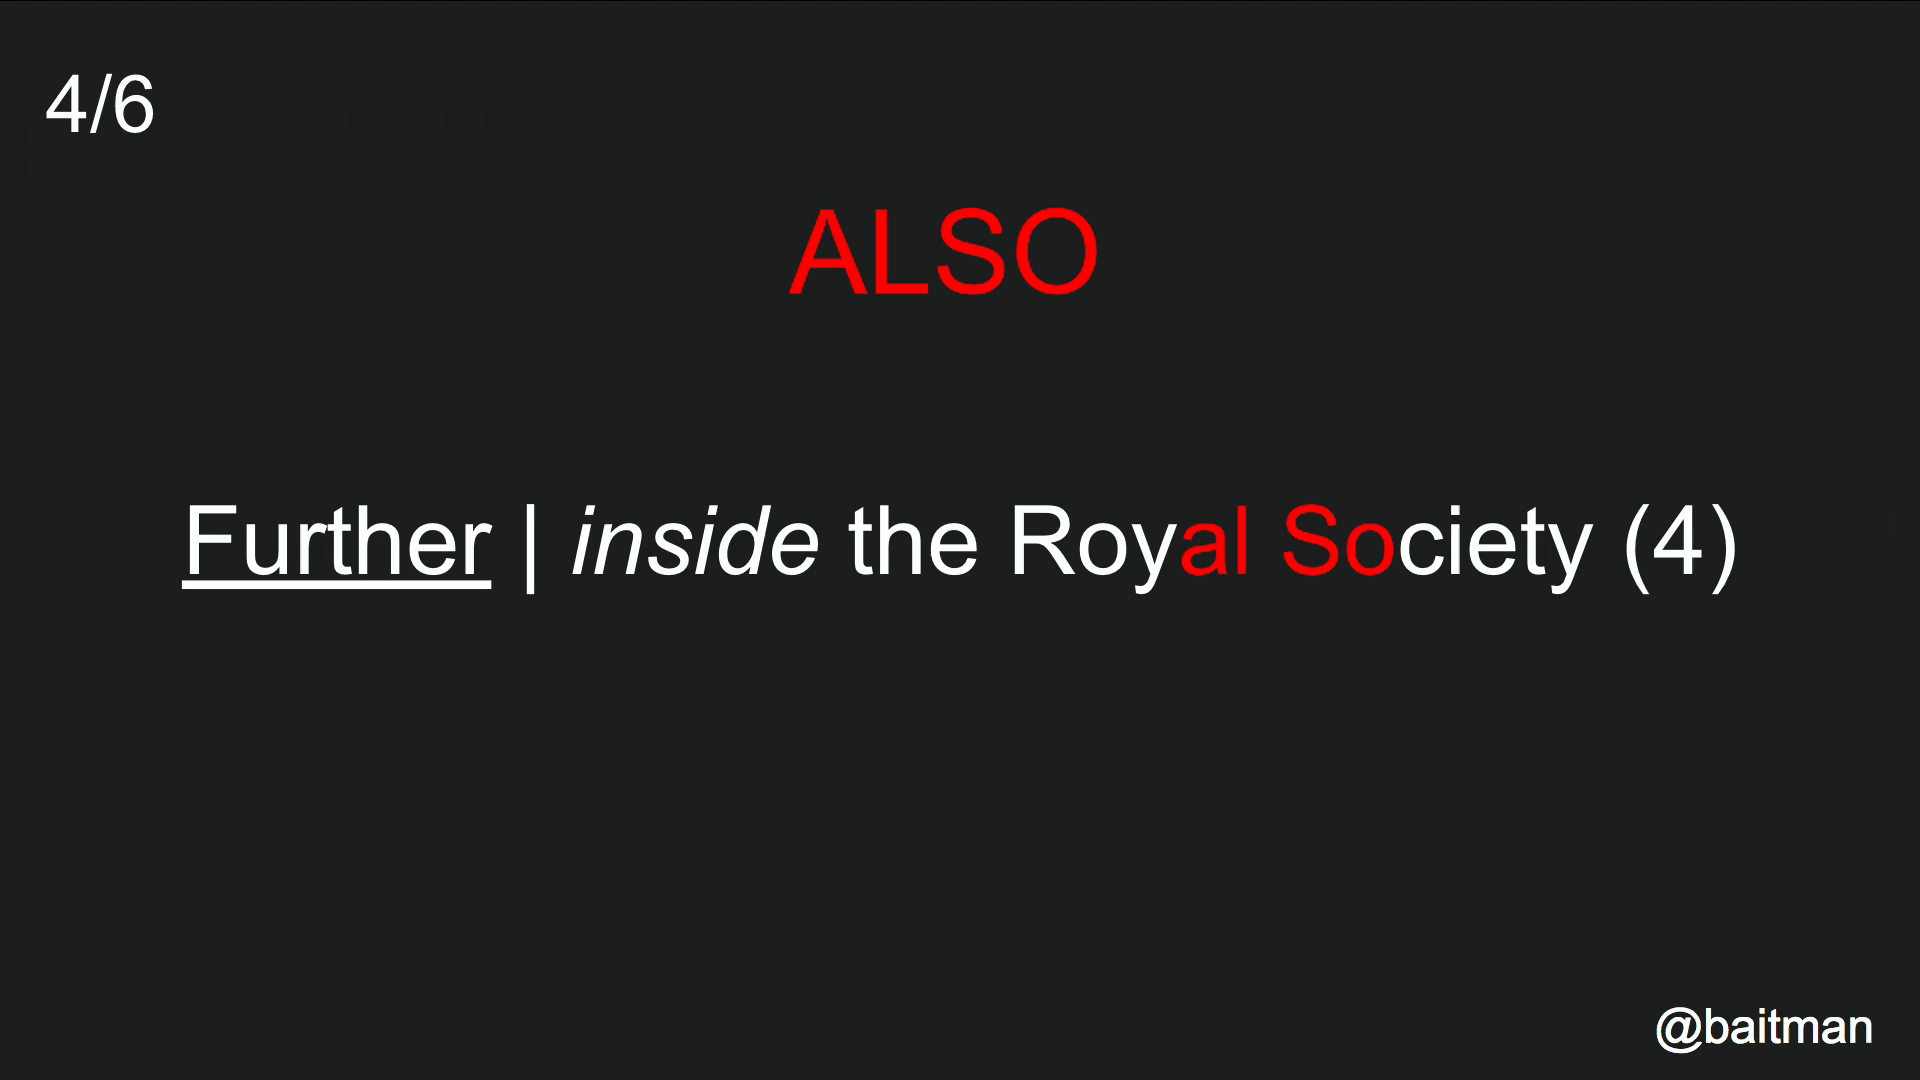 4/6
ALSO
Further | inside the Royal Society (4)
@baitman